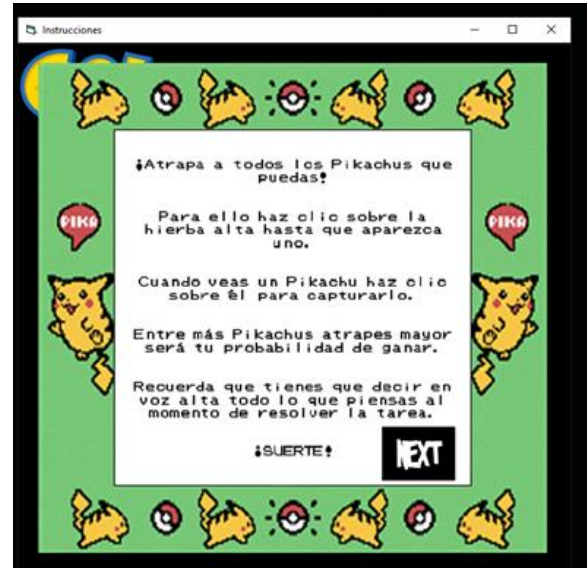 Instrucciones
¡Atrapa a todos los Pikachus que
puedas!
PIKA
PIKA
Para ello haz clic sobre la
hierba alta hasta que aparezca
uno.
Cuando veas un Pikachu haz clic
sobre él para capturarlo.
Entre más Pikachus atrapes mayor
será tu probabilidad de ganar.
Recuerda que tienes que decir en
voz alta todo lo que piensas al
momento de resolver la tarea.
¡SUERTE!
NEXT